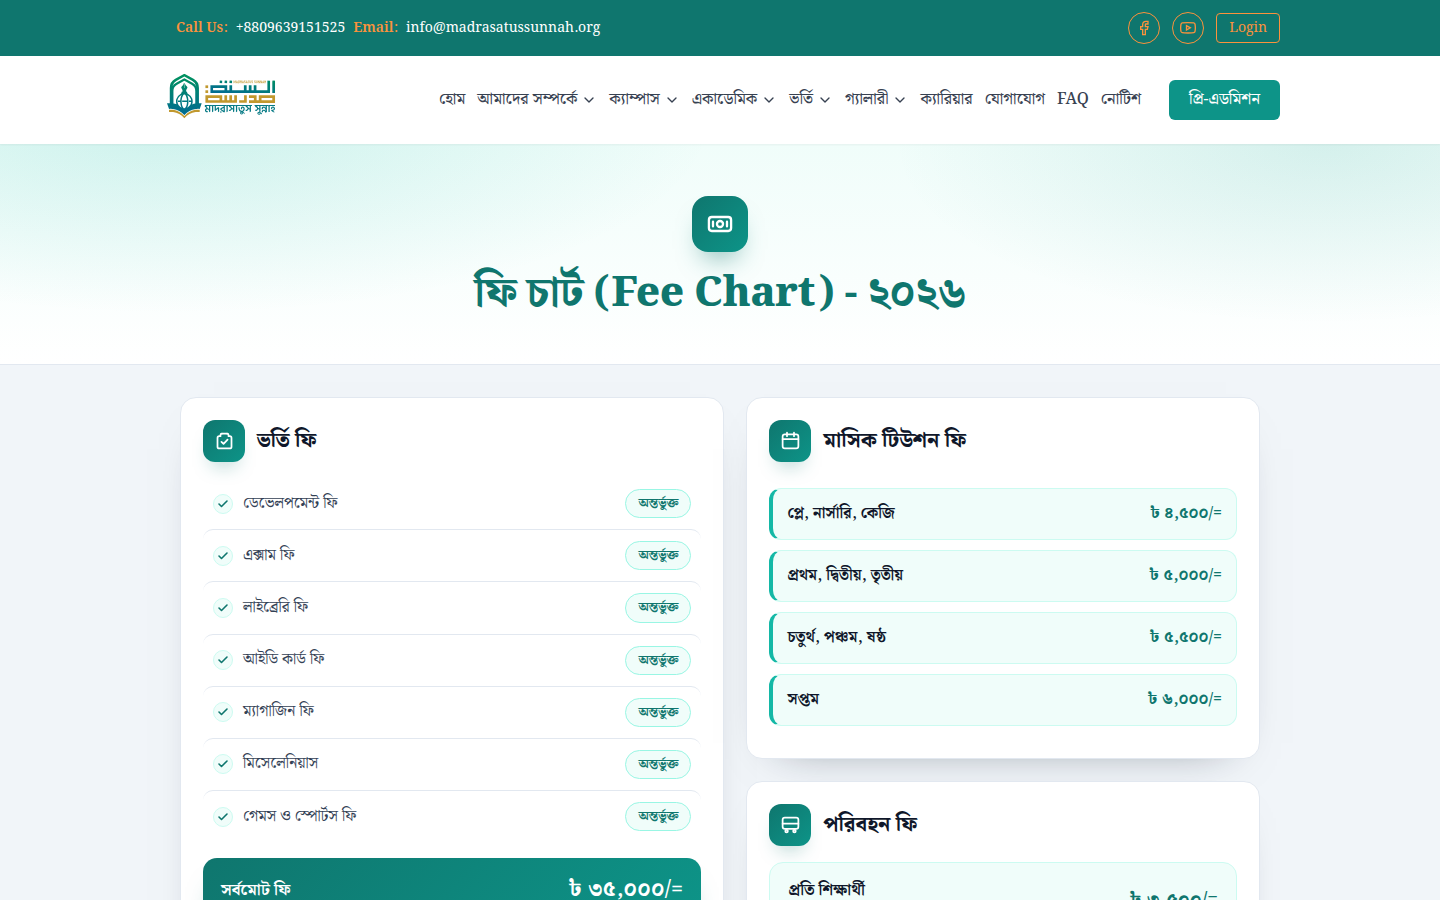 Call Us: +8809639151525 Email: info@madrasatussunnah.org
Login
السنة
مدرسة
মাদরাসাতুস সুন্নাহ
হোম আমাদের সম্পর্কে ক্যাম্পাস একাডেমিক ভর্তি গ্যালারী ক্যারিয়ার যোগাযোগ FAQ নোটিশ
প্রি-এডমিশন
ফি চার্ট (Fee Chart) - ২০২৬
ভর্তি ফি
ডেভেলপমেন্ট ফি অন্তর্ভুক্ত
এক্সাম ফি অন্তর্ভুক্ত
লাইব্রেরি ফি অন্তর্ভুক্ত
আইডি কার্ড ফি অন্তর্ভুক্ত
ম্যাগাজিন ফি অন্তর্ভুক্ত
মিসেলেনিয়াস অন্তর্ভুক্ত
গেমস ও স্পোর্টস ফি অন্তর্ভুক্ত
সর্বমোট ফি ৳ ৩৫,০০০/=
মাসিক টিউশন ফি
প্লে, নার্সারি, কেজি ৳ ৪,৫০০/=
প্রথম, দ্বিতীয়, তৃতীয় ৳ ৫,০০০/=
চতুর্থ, পঞ্চম, ষষ্ঠ ৳ ৫,৫০০/=
সপ্তম ৳ ৬,০০০/=
পরিবহন ফি
প্রতি শিক্ষার্থী